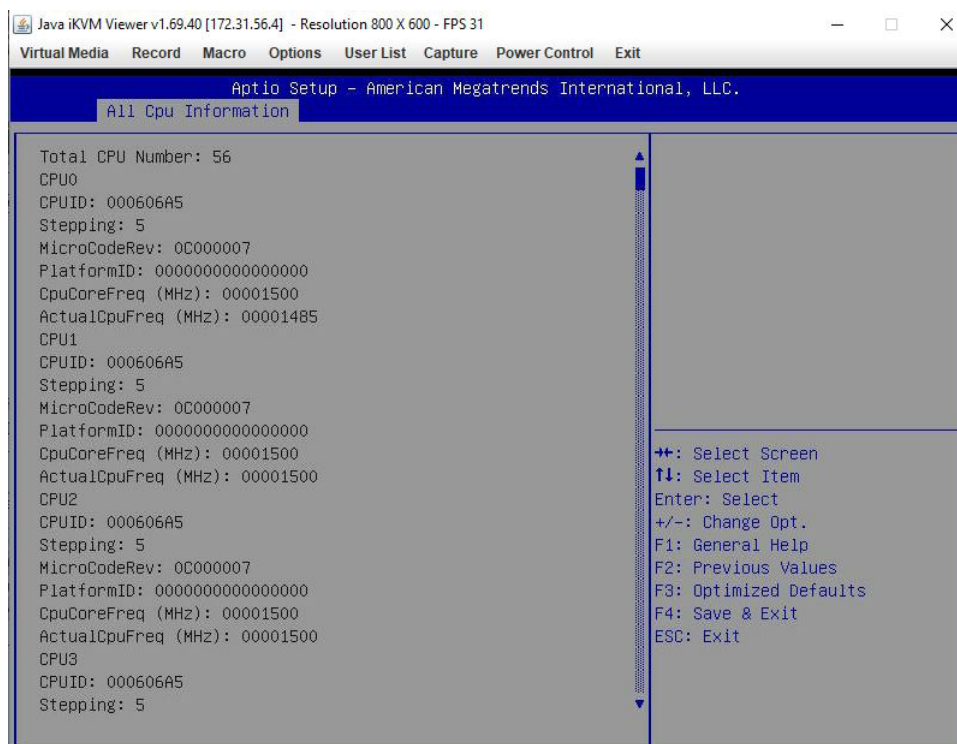 Java iKVM Viewer v1.69.40 [172.31.56.4] - Resolution 800 X 600 - FPS 31
Virtual Media Record Macro Options User List Capture Power Control Exit
Aptio Setup – American Megatrends International, LLC.
All Cpu Information
Total CPU Number: 56
CPU0
CPUID: 000606A5
Stepping: 5
MicroCodeRev: 0C000007
PlatformID: 0000000000000000
CpuCoreFreq (MHz): 00001500
ActualCpuFreq (MHz): 00001485
CPU1
CPUID: 000606A5
Stepping: 5
MicroCodeRev: 0C000007
PlatformID: 0000000000000000
CpuCoreFreq (MHz): 00001500
ActualCpuFreq (MHz): 00001500
CPU2
CPUID: 000606A5
Stepping: 5
MicroCodeRev: 0C000007
PlatformID: 0000000000000000
CpuCoreFreq (MHz): 00001500
ActualCpuFreq (MHz): 00001500
CPU3
CPUID: 000606A5
Stepping: 5
→←: Select Screen
↑↓: Select Item
Enter: Select
+/-: Change Opt.
F1: General Help
F2: Previous Values
F3: Optimized Defaults
F4: Save & Exit
ESC: Exit